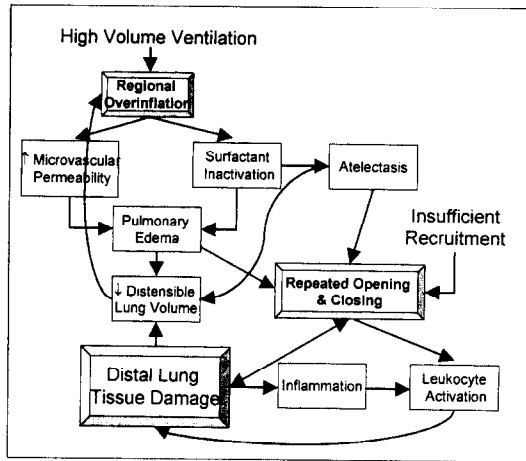 High Volume Ventilation
Regional
Overinflation
↑ Microvascular
Permeability
Surfactant
Inactivation
Atelectasis
Pulmonary
Edema
Insufficient
Recruitment
↓ Distensible
Lung Volume
Repeated Opening
& Closing
Distal Lung
Tissue Damage
Inflammation
Leukocyte
Activation